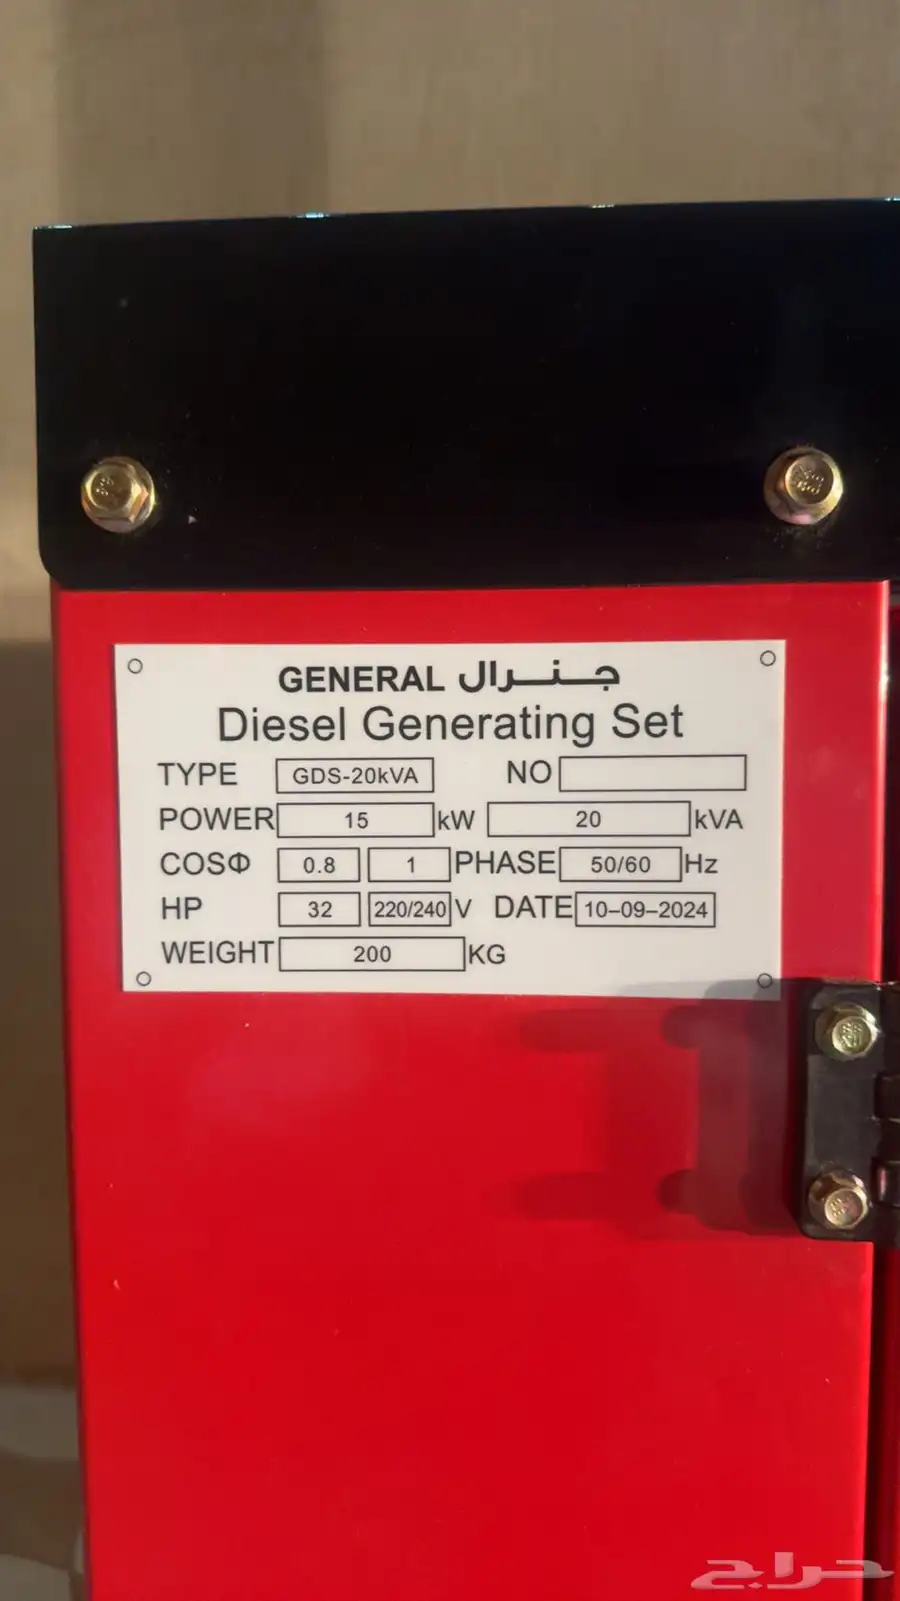 GENERAL جنرال
Diesel Generating Set
TYPE GDS-20kVA NO
POWER 15 kW 20 kVA
COSΦ 0.8 1 PHASE 50/60 Hz
HP 32 220/240 V DATE 10-09-2024
WEIGHT 200 KG
حراج